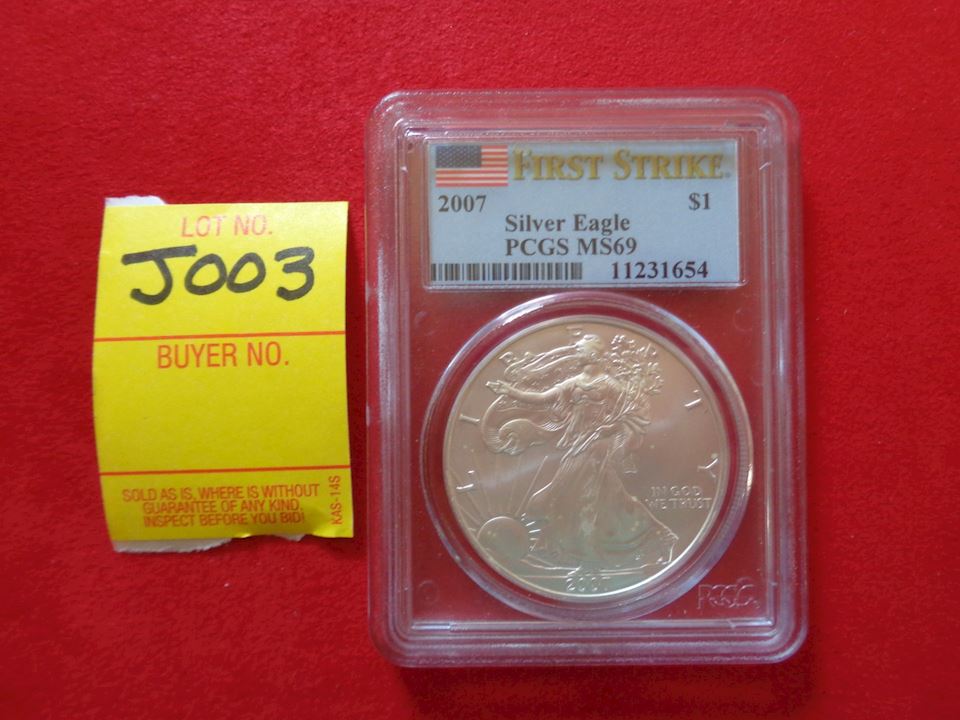 LOT NO.
J003
BUYER NO.
SOLD AS IS, WHERE IS WITHOUT
GUARANTEE OF ANY KIND.
INSPECT BEFORE YOU BID!
KAS-14S
FIRST STRIKE®
2007 $1
Silver Eagle
PCGS MS69
11231654
L I B R T Y
IN GOD
WE TRUST
2007
PCGS